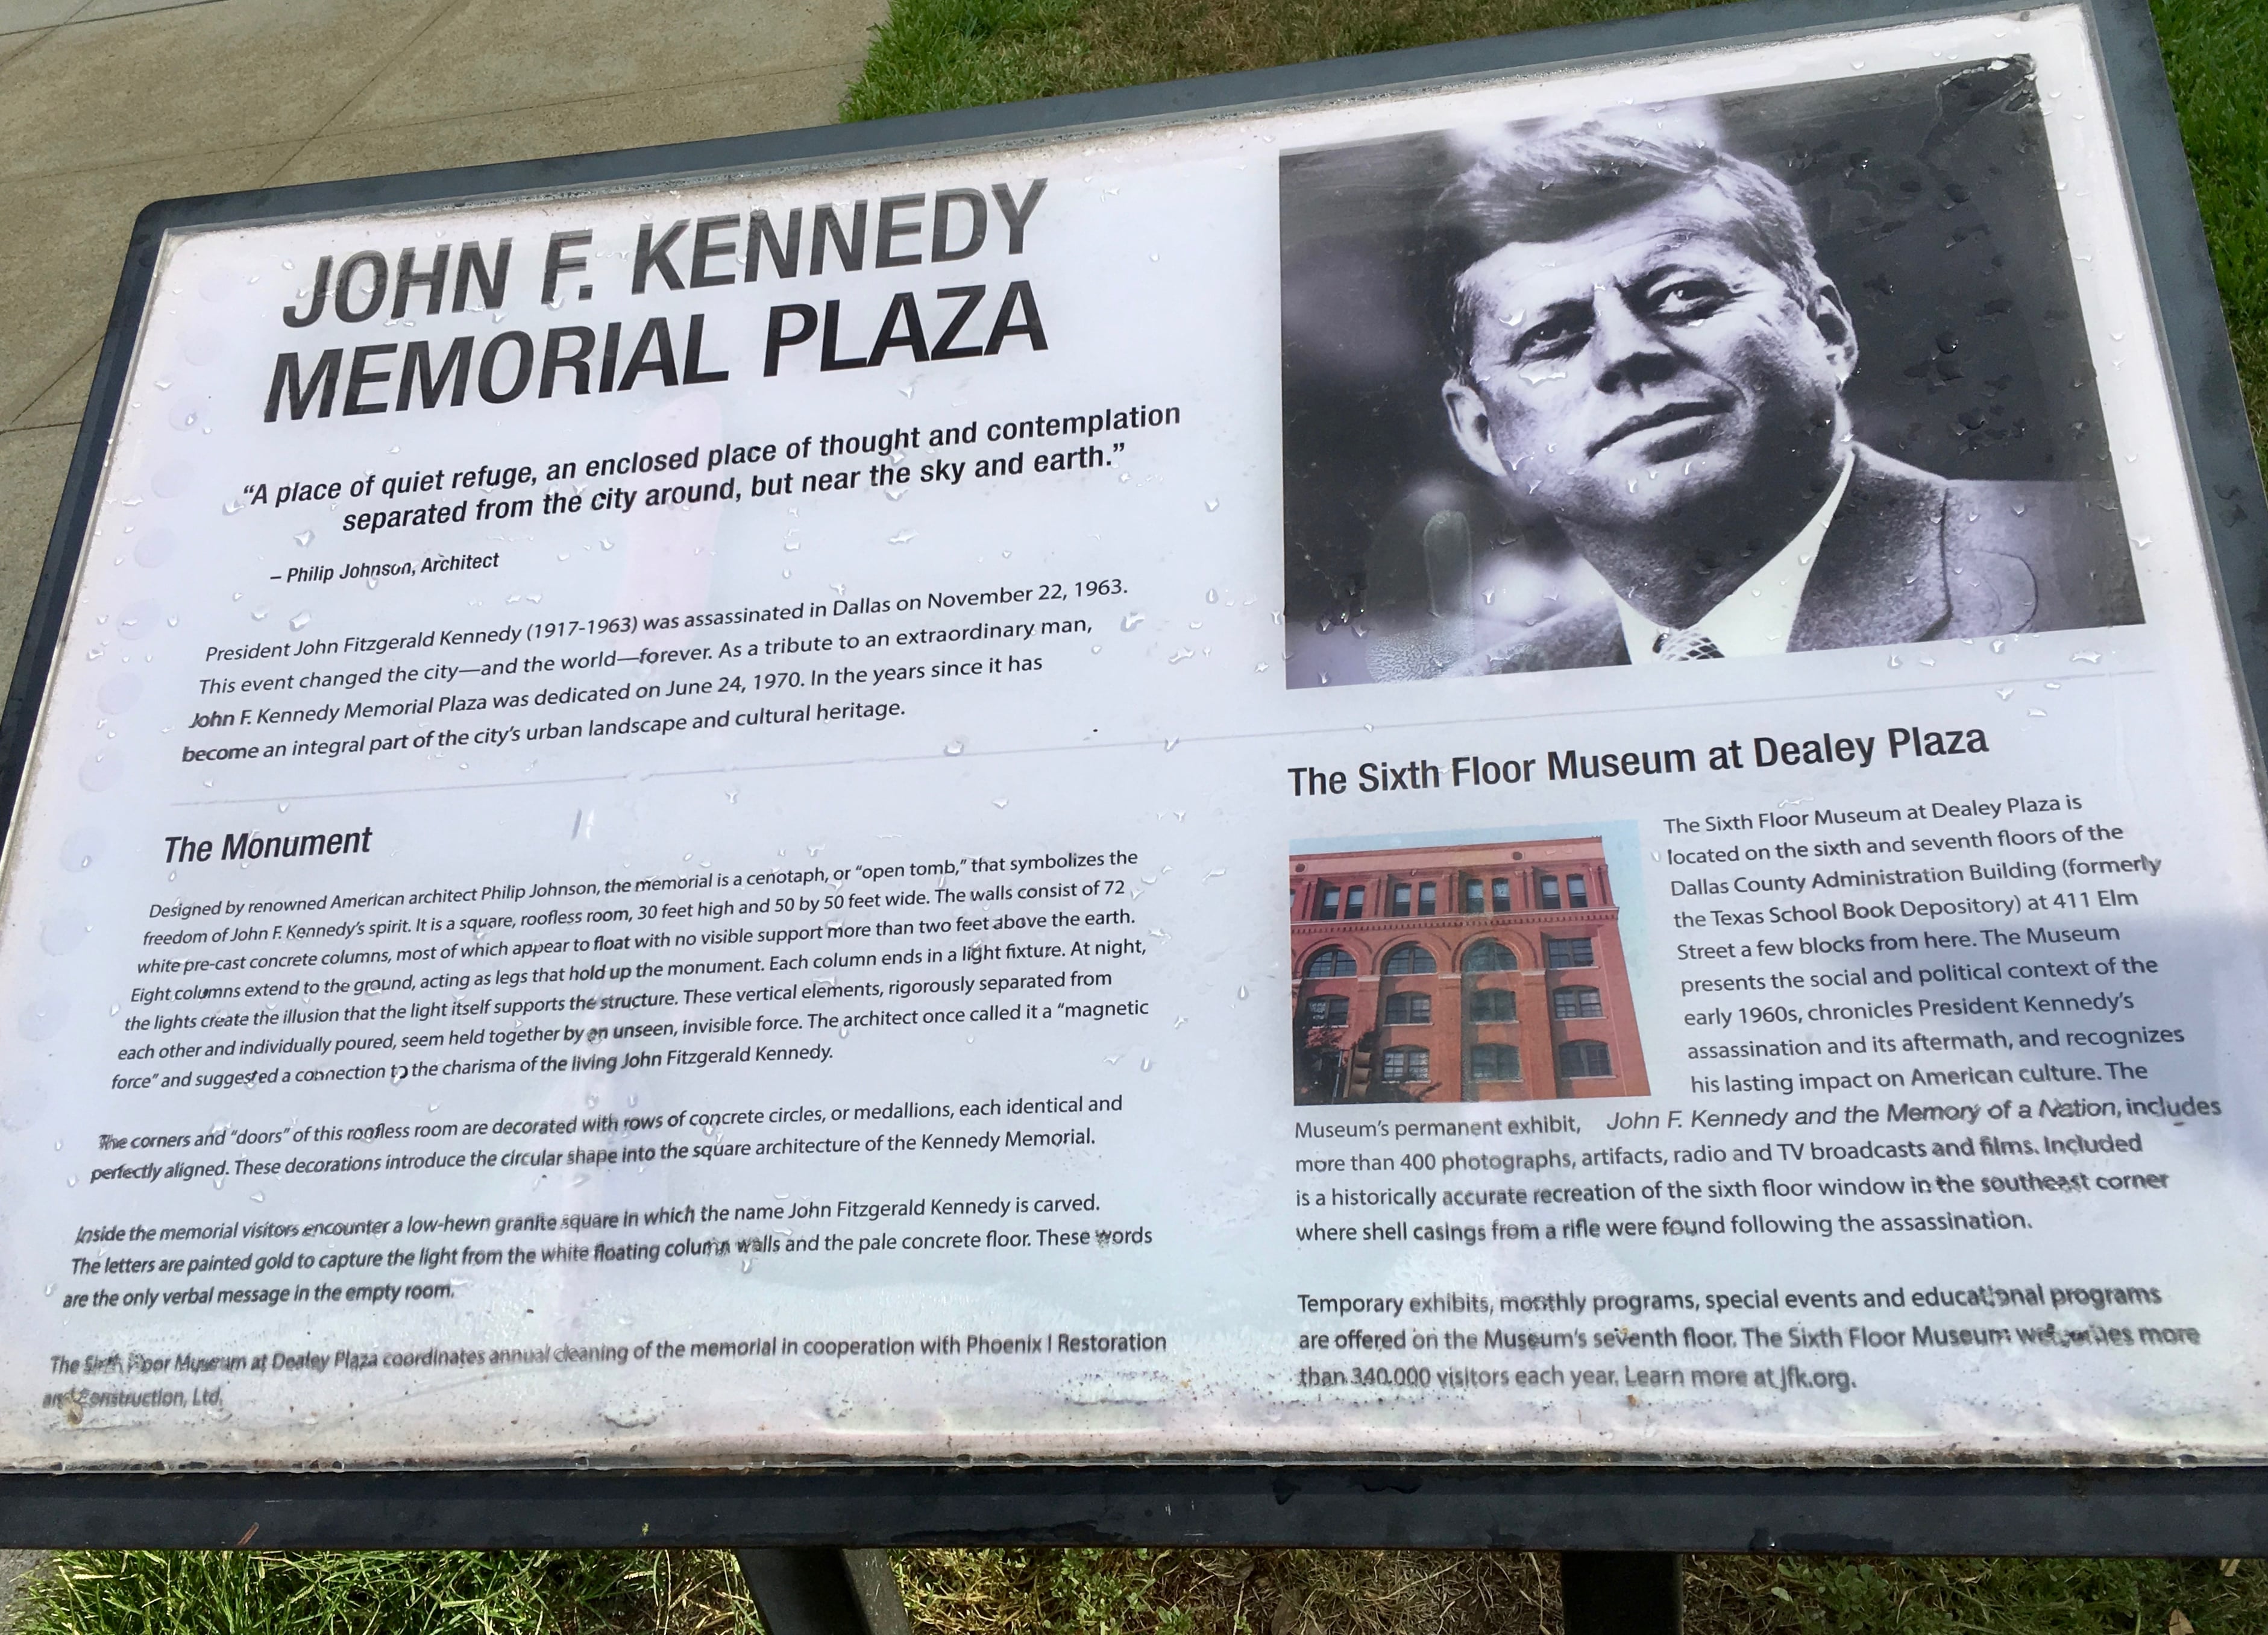 JOHN F. KENNEDY
MEMORIAL PLAZA
“A place of quiet refuge, an enclosed place of thought and contemplation
separated from the city around, but near the sky and earth.”
– Philip Johnson, Architect
President John Fitzgerald Kennedy (1917-1963) was assassinated in Dallas on November 22, 1963.
This event changed the city—and the world—forever. As a tribute to an extraordinary man,
John F. Kennedy Memorial Plaza was dedicated on June 24, 1970. In the years since it has
become an integral part of the city’s urban landscape and cultural heritage.
The Monument
Designed by renowned American architect Philip Johnson, the memorial is a cenotaph, or “open tomb,” that symbolizes the
freedom of John F. Kennedy’s spirit. It is a square, roofless room, 30 feet high and 50 by 50 feet wide. The walls consist of 72
white pre-cast concrete columns, most of which appear to float with no visible support more than two feet above the earth.
Eight columns extend to the ground, acting as legs that hold up the monument. Each column ends in a light fixture. At night,
the lights create the illusion that the light itself supports the structure. These vertical elements, rigorously separated from
each other and individually poured, seem held together by an unseen, invisible force. The architect once called it a “magnetic
force” and suggested a connection to the charisma of the living John Fitzgerald Kennedy.
The corners and “doors” of this roofless room are decorated with rows of concrete circles, or medallions, each identical and
perfectly aligned. These decorations introduce the circular shape into the square architecture of the Kennedy Memorial.
Inside the memorial visitors encounter a low-hewn granite square in which the name John Fitzgerald Kennedy is carved.
The letters are painted gold to capture the light from the white floating column walls and the pale concrete floor. These words
are the only verbal message in the empty room.
The Sixth Floor Museum at Dealey Plaza coordinates annual cleaning of the memorial in cooperation with Phoenix I Restoration
and Construction, Ltd.
The Sixth Floor Museum at Dealey Plaza
The Sixth Floor Museum at Dealey Plaza is
located on the sixth and seventh floors of the
Dallas County Administration Building (formerly
the Texas School Book Depository) at 411 Elm
Street a few blocks from here. The Museum
presents the social and political context of the
early 1960s, chronicles President Kennedy’s
assassination and its aftermath, and recognizes
his lasting impact on American culture. The
Museum’s permanent exhibit, John F. Kennedy and the Memory of a Nation, includes
more than 400 photographs, artifacts, radio and TV broadcasts and films. Included
is a historically accurate recreation of the sixth floor window in the southeast corner
where shell casings from a rifle were found following the assassination.
Temporary exhibits, monthly programs, special events and educational programs
are offered on the Museum’s seventh floor. The Sixth Floor Museum welcomes more
than 340,000 visitors each year. Learn more at jfk.org.